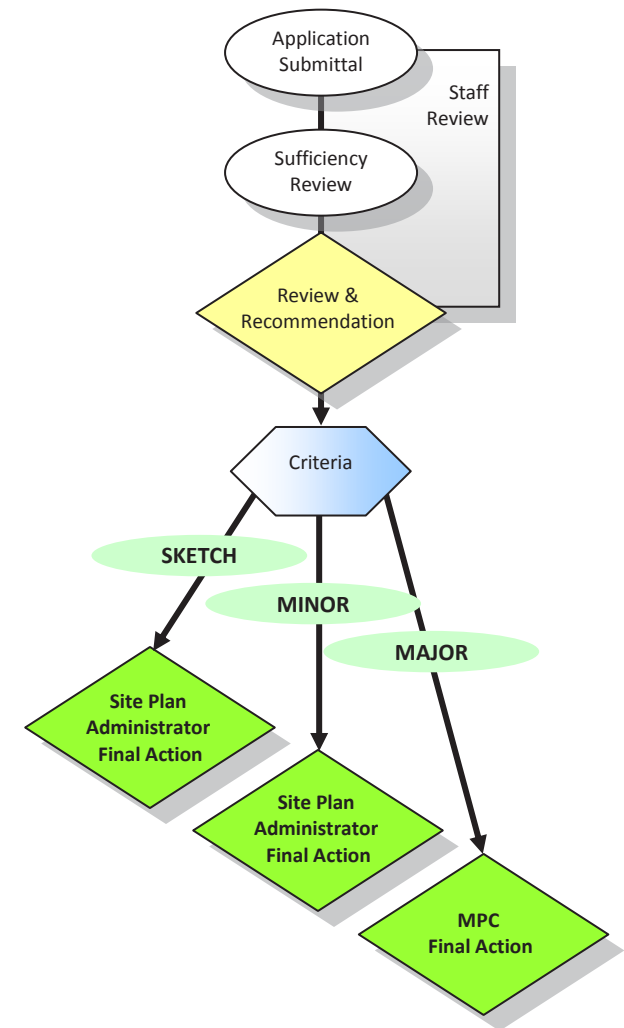 Application
Submittal
Staff
Review
Sufficiency
Review
Review &
Recommendation
Criteria
SKETCH
MINOR
MAJOR
Site Plan
Administrator
Final Action
Site Plan
Administrator
Final Action
MPC
Final Action